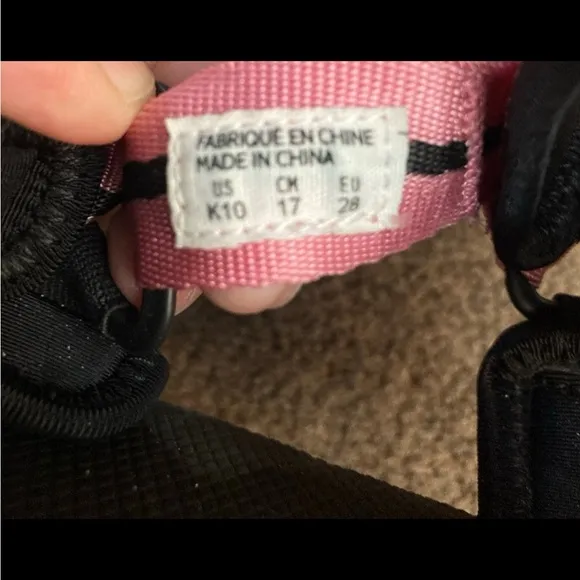 FABRIQUE EN CHINE
MADE IN CHINA
US CM EU
K10 17 28